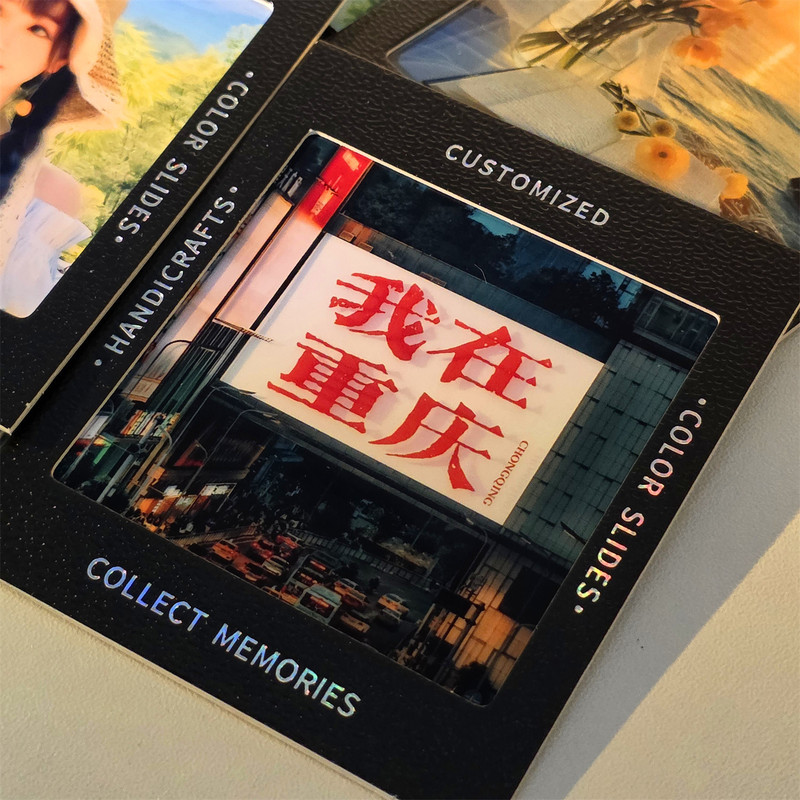 •COLOR SLIDES•
CUSTOMIZED
•HANDICRAFTS•
我在
重庆
CHONGQING
•COLOR SLIDES•
COLLECT MEMORIES